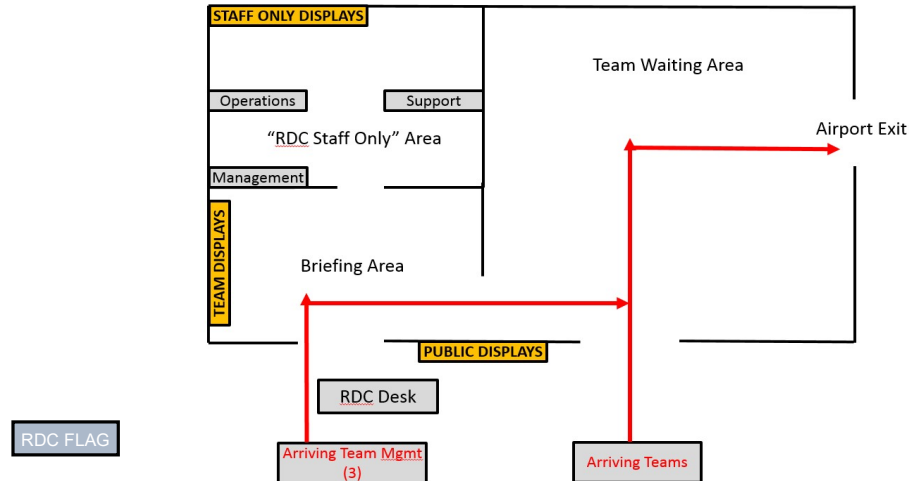 STAFF ONLY DISPLAYS
Team Waiting Area
Operations
Support
Airport Exit
“RDC Staff Only” Area
Management
TEAM DISPLAYS
Briefing Area
PUBLIC DISPLAYS
RDC Desk
RDC FLAG
Arriving Team Mgmt
(3)
Arriving Teams